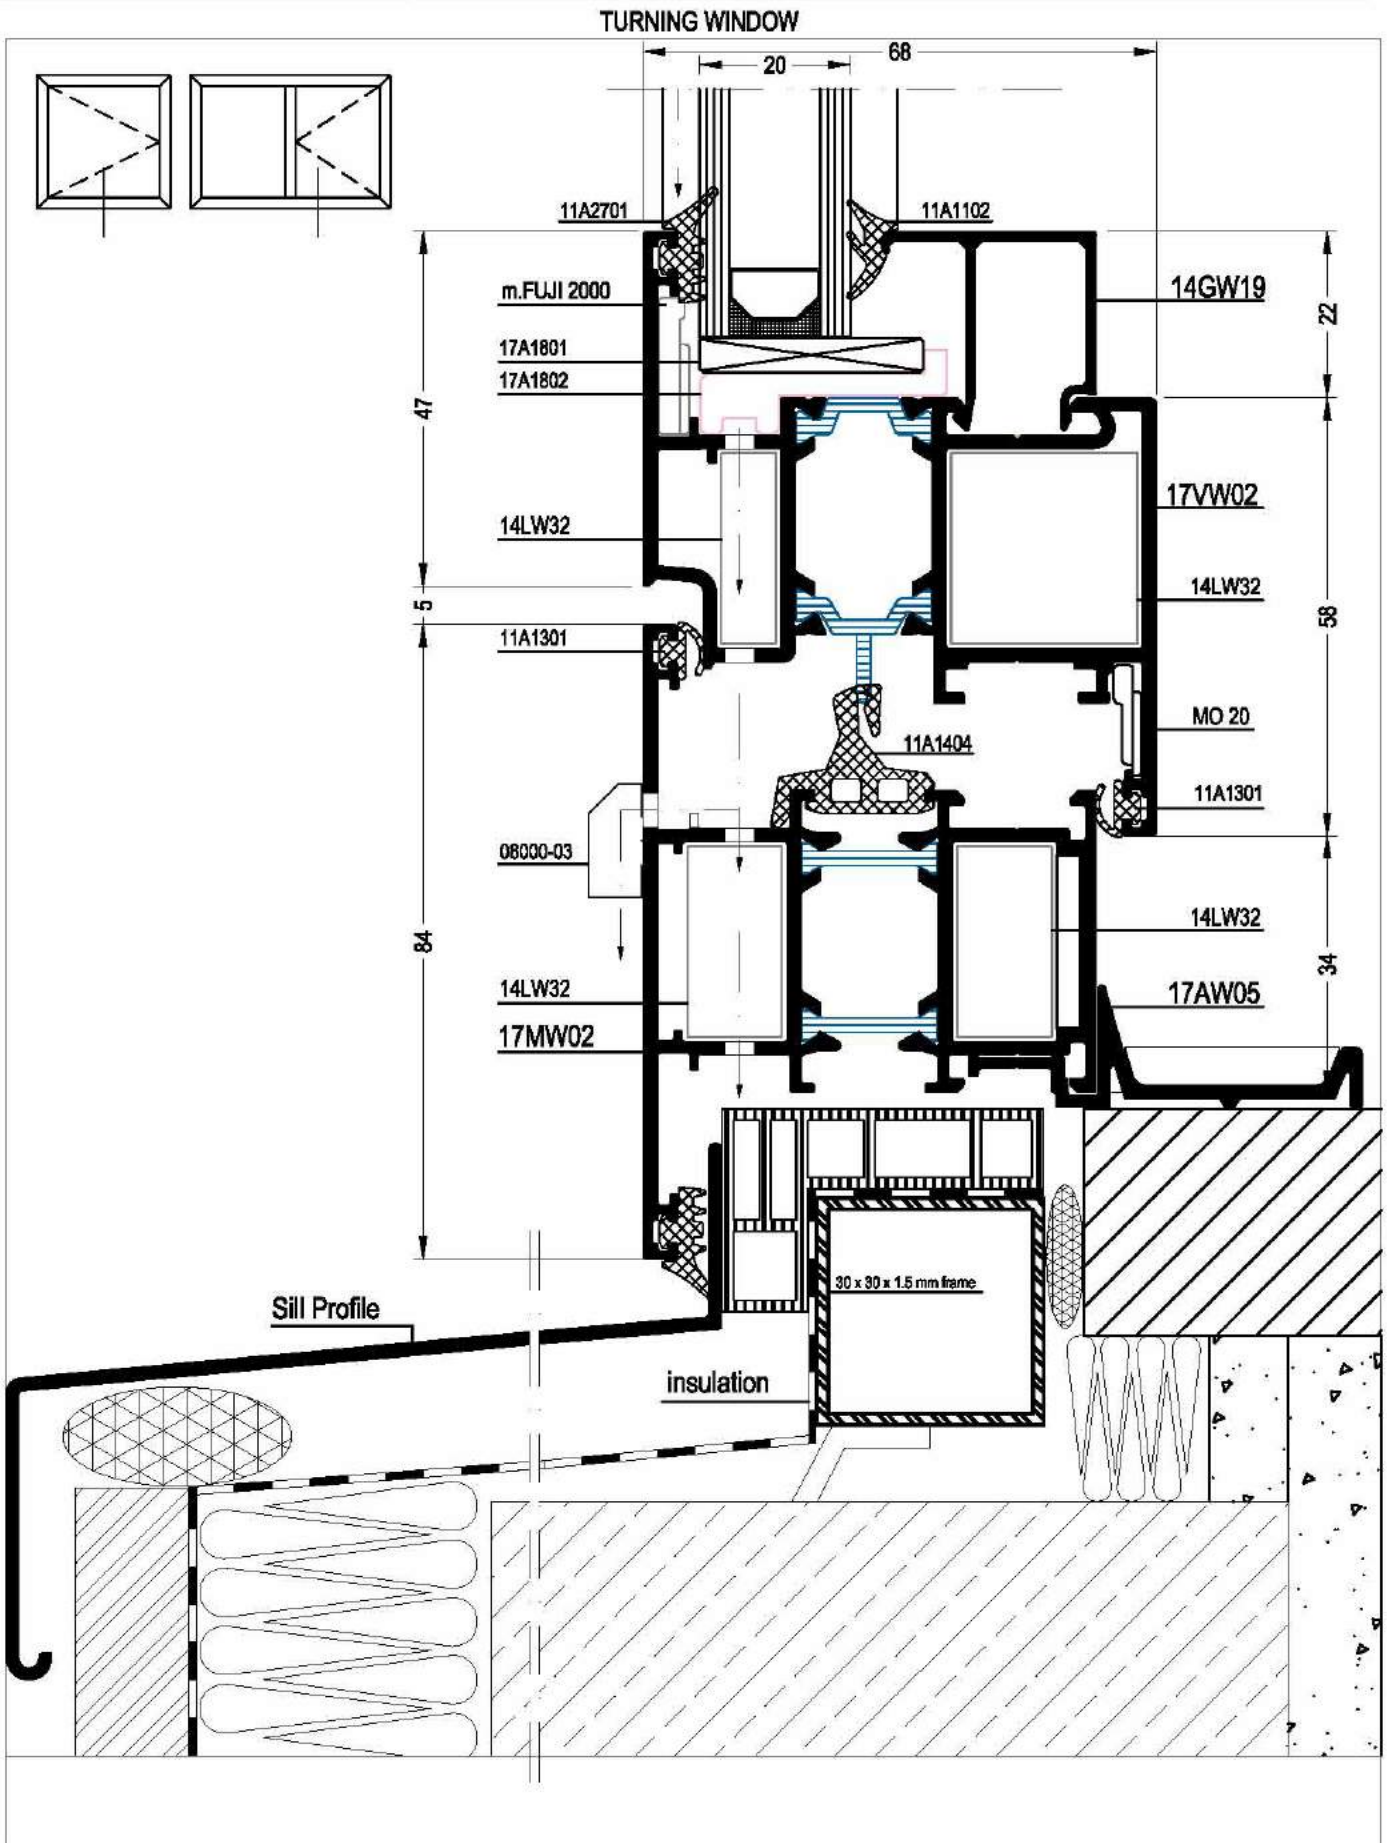 TURNING WINDOW
68
20
11A2701
11A1102
m.FUJI 2000
14GW19
22
17A1801
17A1802
47
17VW02
14LW32
14LW32
5
58
11A1301
MO 20
11A1404
11A1301
08000-03
84
14LW32
34
14LW32
17AW05
17MW02
30 x 30 x 1.5 mm frame
Sill Profile
insulation